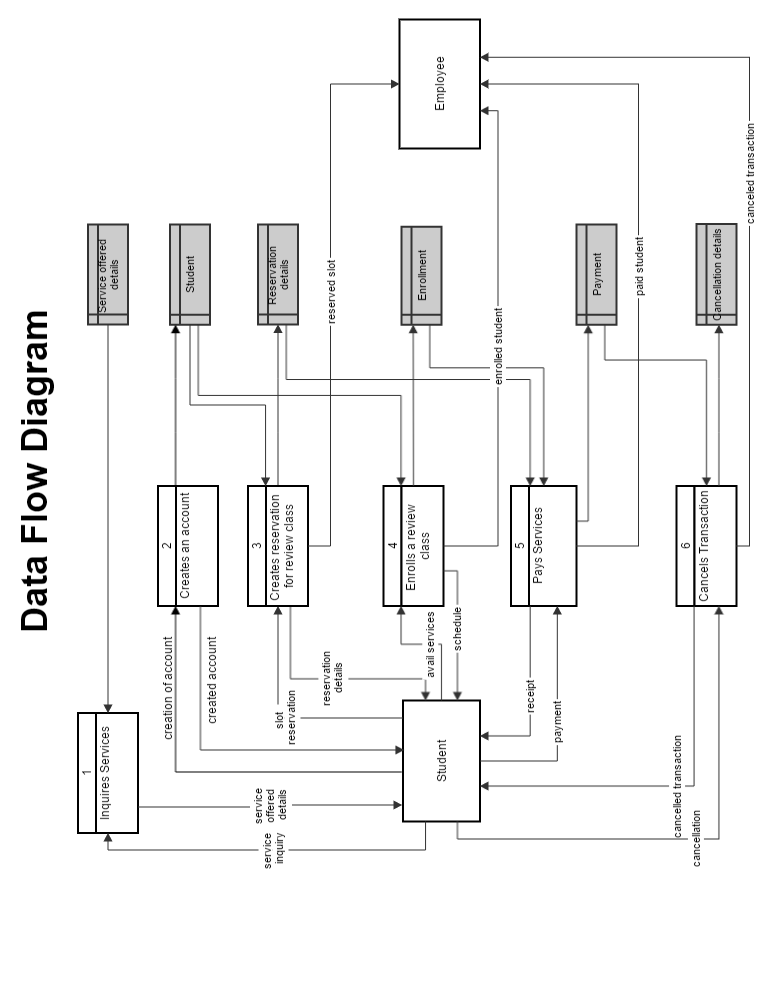 Data Flow Diagram
1
Inquires Services
Service offered
details
creation of account
2
Creates an account
Student
created account
service
offered
details
service
inquiry
slot
reservation
3
Creates reservation
for review class
Reservation
details
reservation
details
reserved slot
4
Enrolls a review
class
Enrollment
avail services
Student
Employee
schedule
enrolled student
5
Pays Services
receipt
payment
Payment
paid student
cancelled transaction
cancellation
6
Cancels Transaction
Cancellation details
canceled transaction